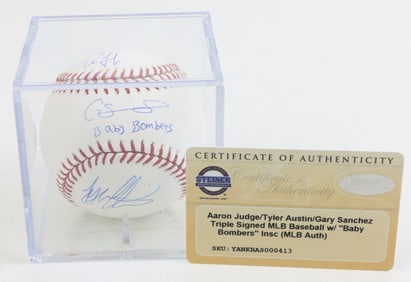 Baby Bombers
CERTIFICATE OF AUTHENTICITY
STEINER
Certificate of
Authenticity
Aaron Judge/Tyler Austin/Gary Sanchez
Triple Signed MLB Baseball w/ "Baby
Bombers" Insc (MLB Auth)
SKU: YANKBAS000413